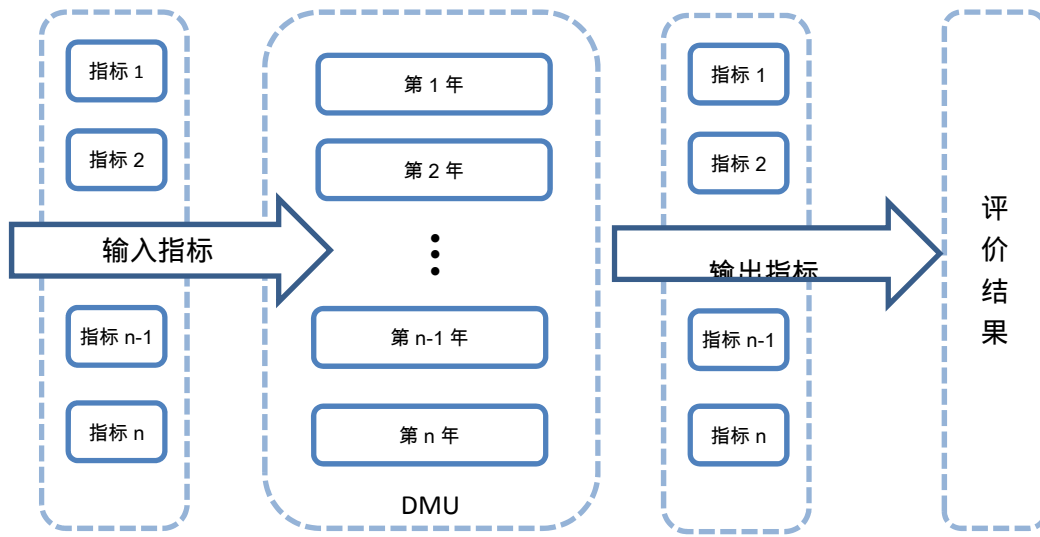 指标 1
指标 2
输入指标
指标 n-1
指标 n
第 1 年
第 2 年
第 n-1 年
第 n 年
DMU
指标 1
指标 2
输出指标
指标 n-1
指标 n
评
价
结
果